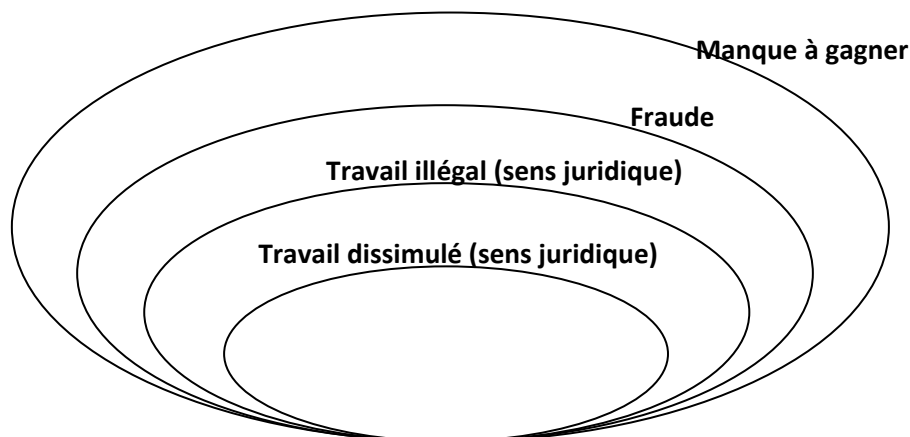 Manque à gagner
Fraude
Travail illégal (sens juridique)
Travail dissimulé (sens juridique)